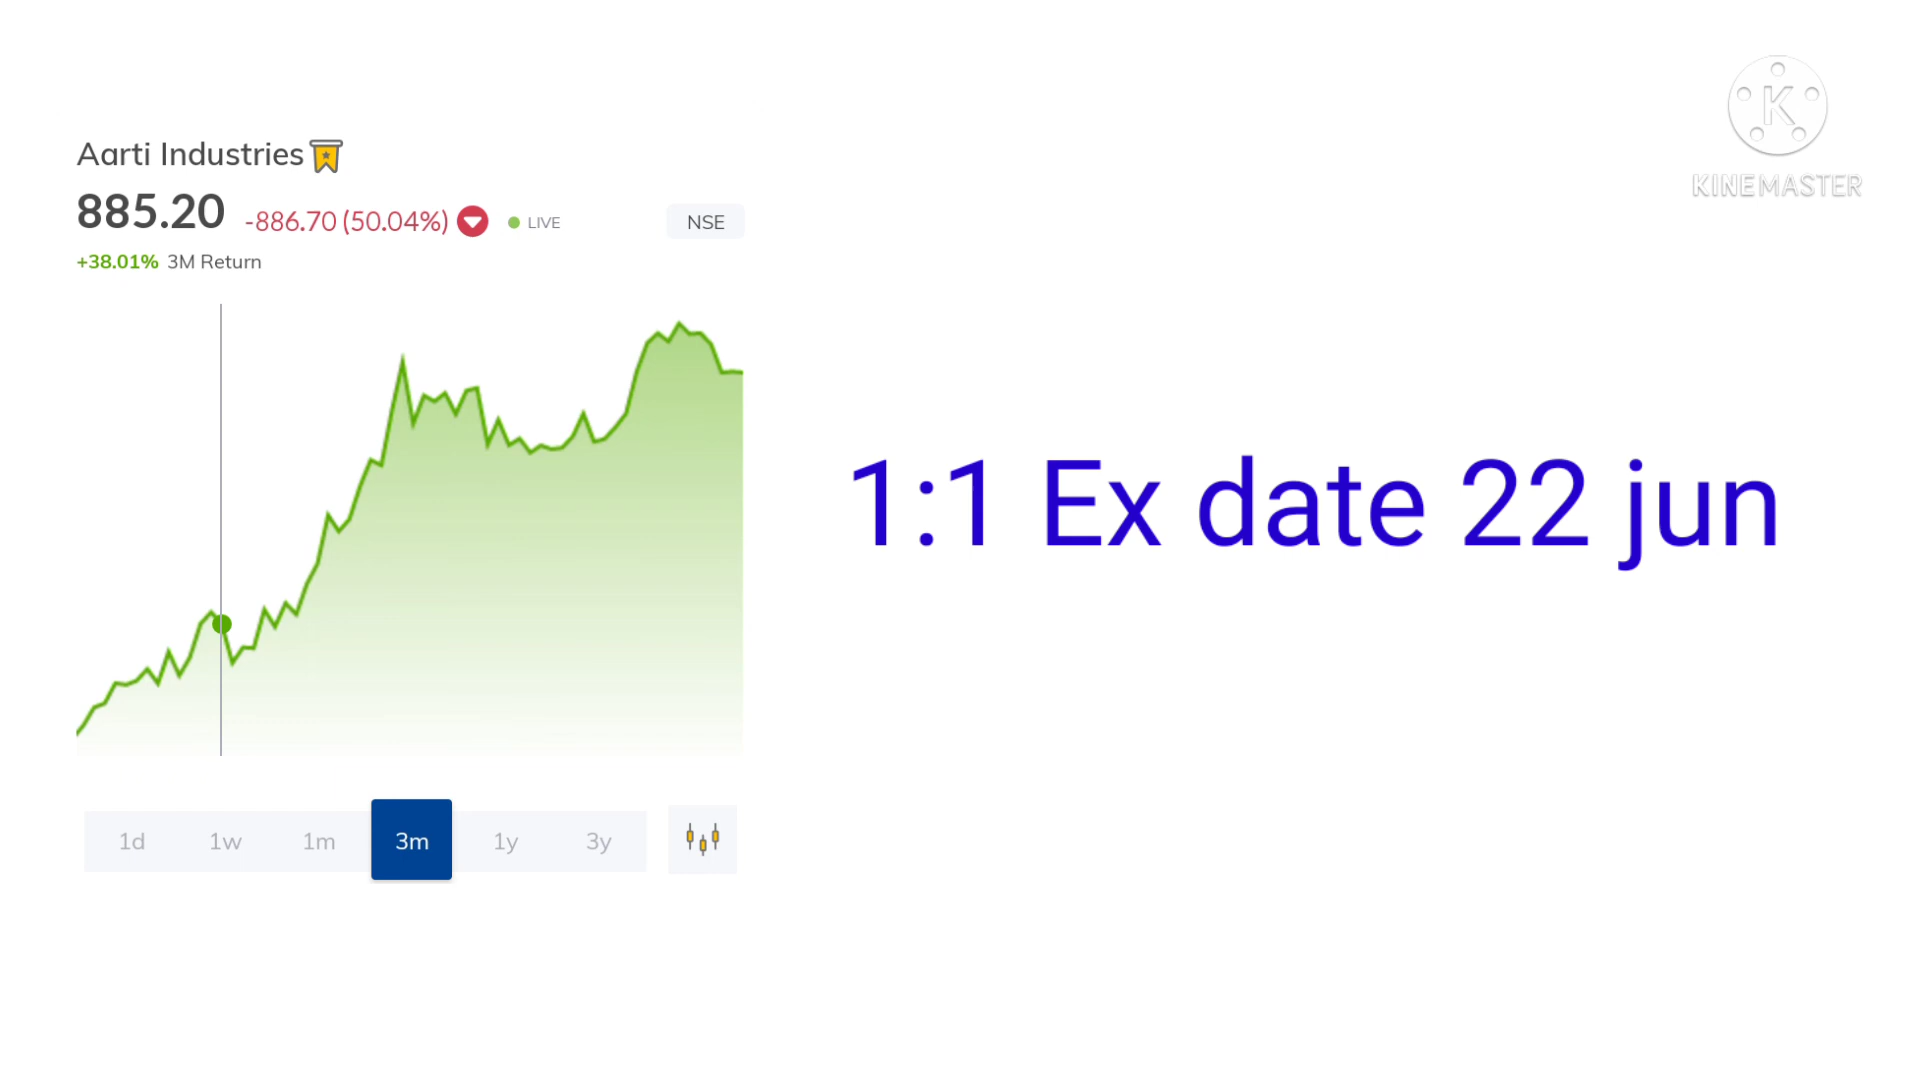 KINEMASTER
Aarti Industries
885.20 -886.70 (50.04%) LIVE NSE
+38.01% 3M Return
1:1 Ex date 22 jun
1d 1w 1m 3m 1y 3y